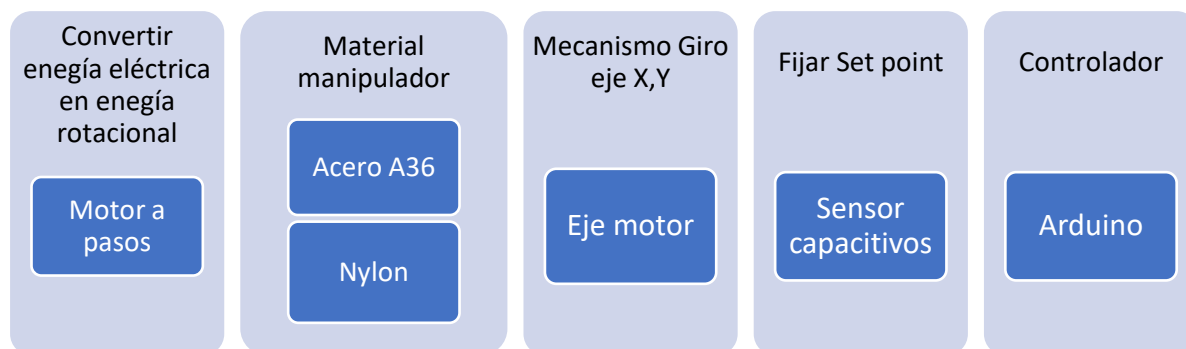 Convertir
enegía eléctrica
en energía
rotacional
Motor a
pasos
Material
manipulador
Acero A36
Nylon
Mecanismo Giro
eje X,Y
Eje motor
Fijar Set point
Sensor
capacitivos
Controlador
Arduino